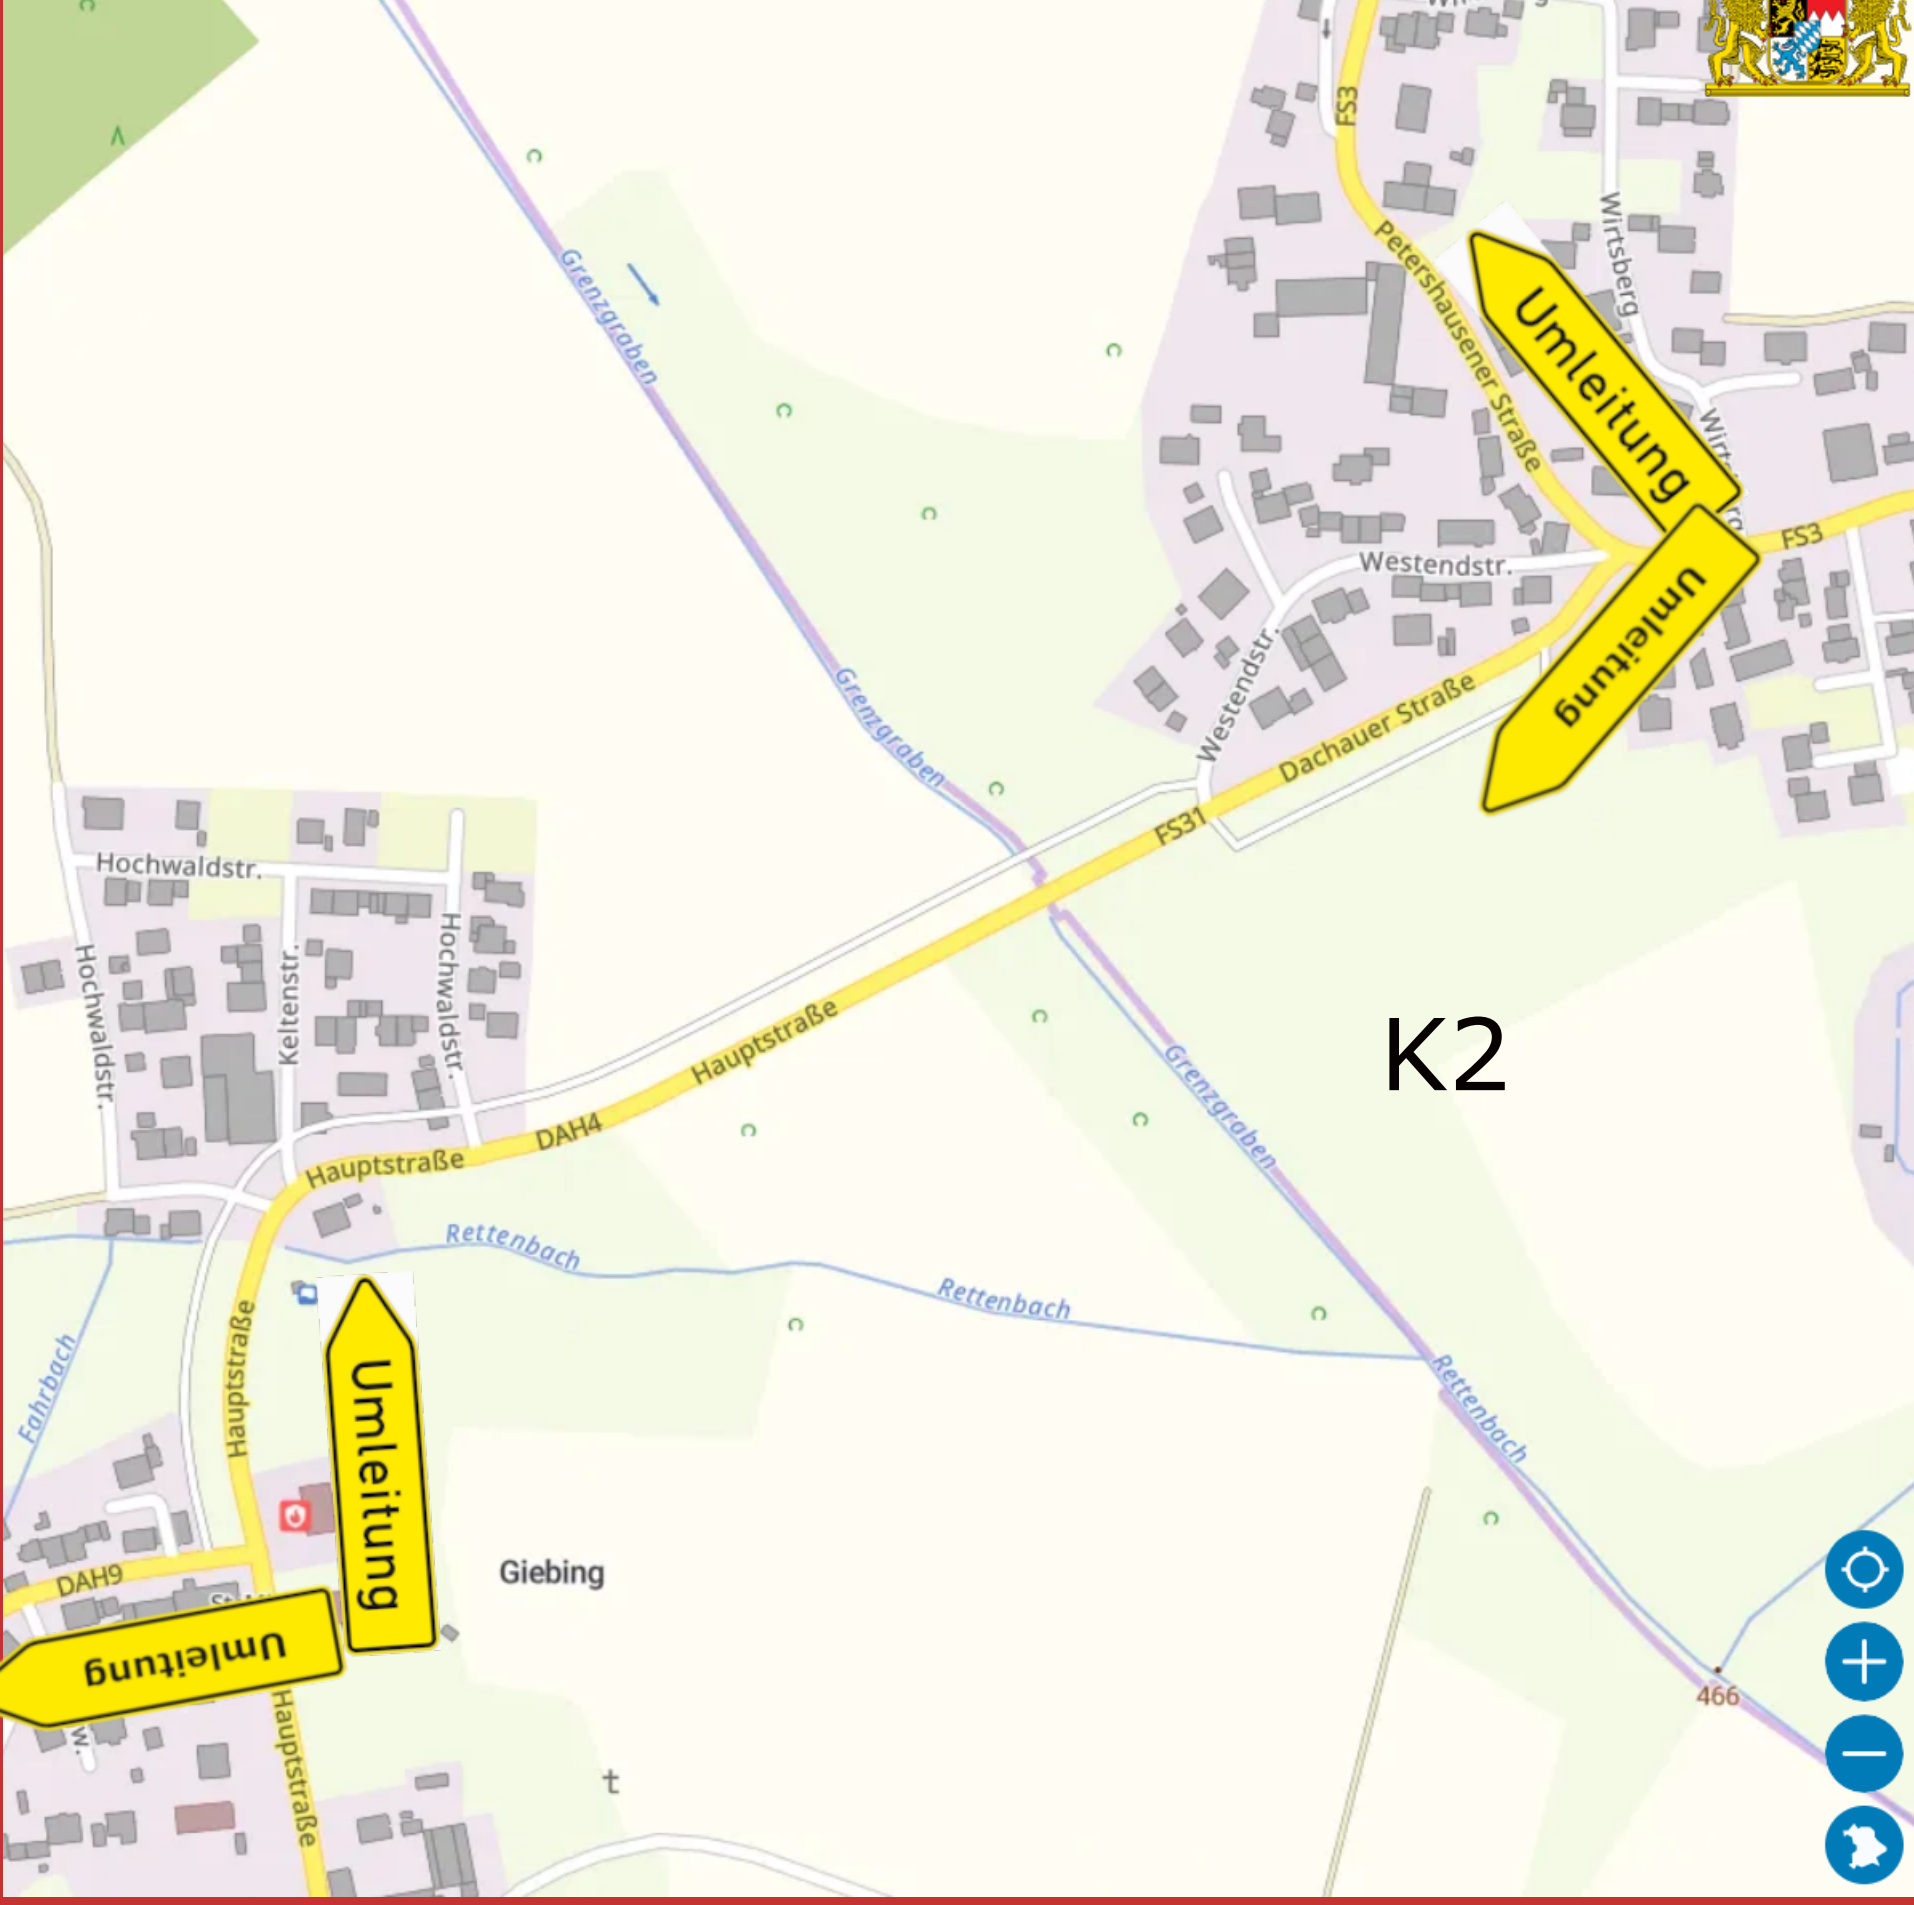 FS3
Petershausener Straße
Wirtsberg
Umleitung
Grenzgraben
FS3
Westendstr.
Umleitung
Westendstr.
Dachauer Straße
Grenzgraben
FS31
Hochwaldstr.
Hochwaldstr.
Keltenstr.
Hochwaldstr.
Hauptstraße
K2
Grenzgraben
DAH4
Hauptstraße
Rettenbach
Rettenbach
Hauptstraße
Fahrbach
Umleitung
Rettenbach
Giebing
DAH9
Umleitung
466
Hauptstraße
w.
t